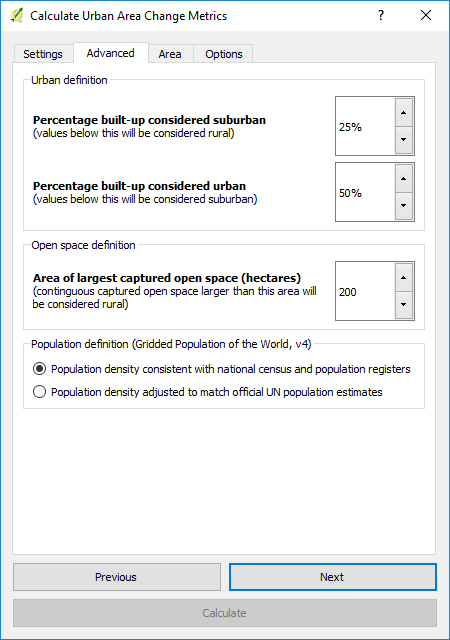 Calculate Urban Area Change Metrics
?
Settings
Advanced
Area
Options
Urban definition
Percentage built-up considered suburban
(values below this will be considered rural)
25%
Percentage built-up considered urban
(values below this will be considered suburban)
50%
Open space definition
Area of largest captured open space (hectares)
(continguous captured open space larger than this area will
be considered rural)
200
Population definition (Gridded Population of the World, v4)
Population density consistent with national census and population registers
Population density adjusted to match official UN population estimates
Previous
Next
Calculate